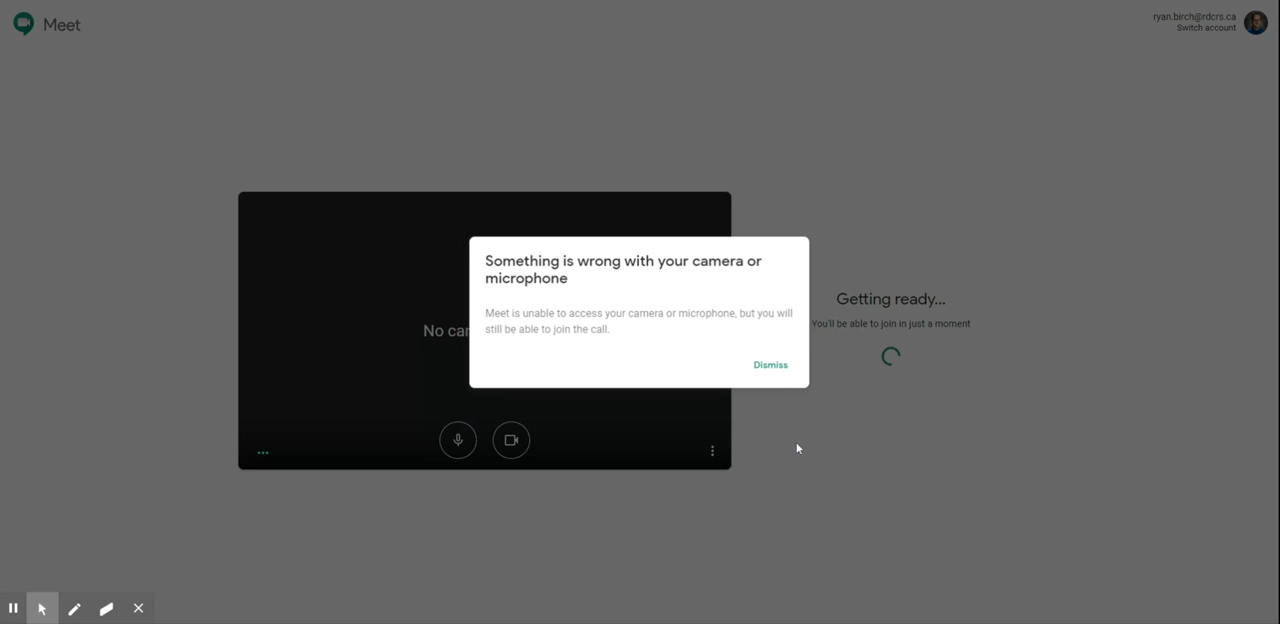 Meet
ryan.birch@rdcrs.ca
Switch account
Something is wrong with your camera or
microphone
Meet is unable to access your camera or microphone, but you will
still be able to join the call.
Dismiss
No car
Getting ready...
You'll be able to join in just a moment